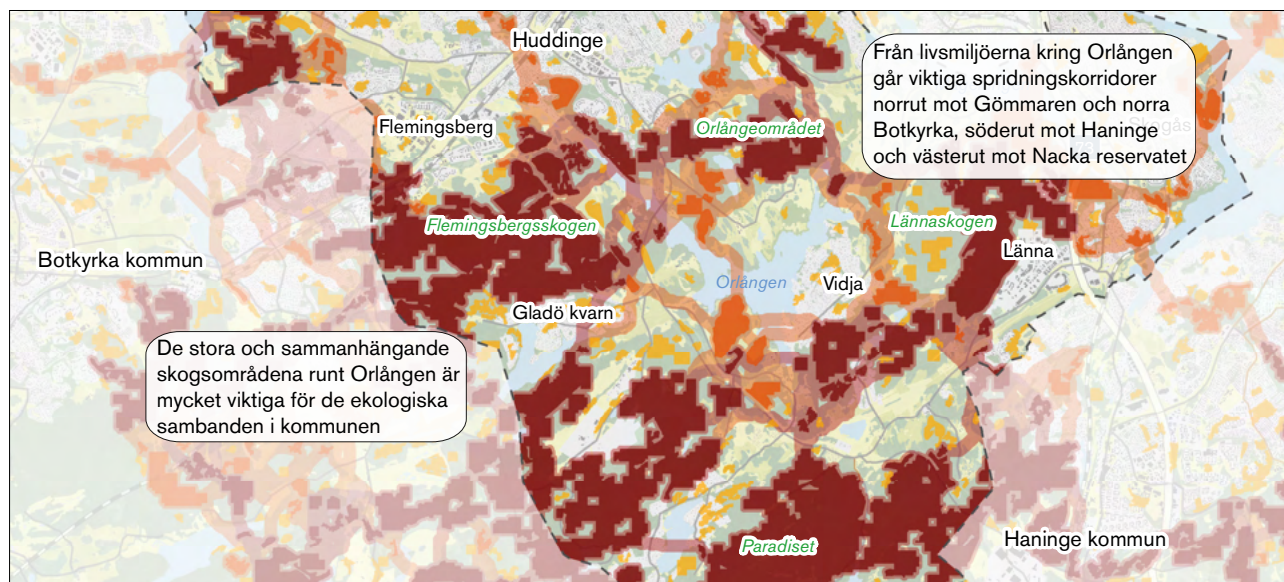 Huddinge
Från livsmiljöerna kring Orlången
går viktiga spridningskorridorer
norrut mot Gömmaren och norra
Botkyrka, söderut mot Haninge
och västerut mot Nacka reservatet
Skogås
Flemingsberg
Orlångeområdet
Flemingsbergsskogen
Lännaskogen
Länna
Botkyrka kommun
Orlången
Vidja
Gladö kvarn
De stora och sammanhängande
skogsområdena runt Orlången är
mycket viktiga för de ekologiska
sambanden i kommunen
Paradiset
Haninge kommun